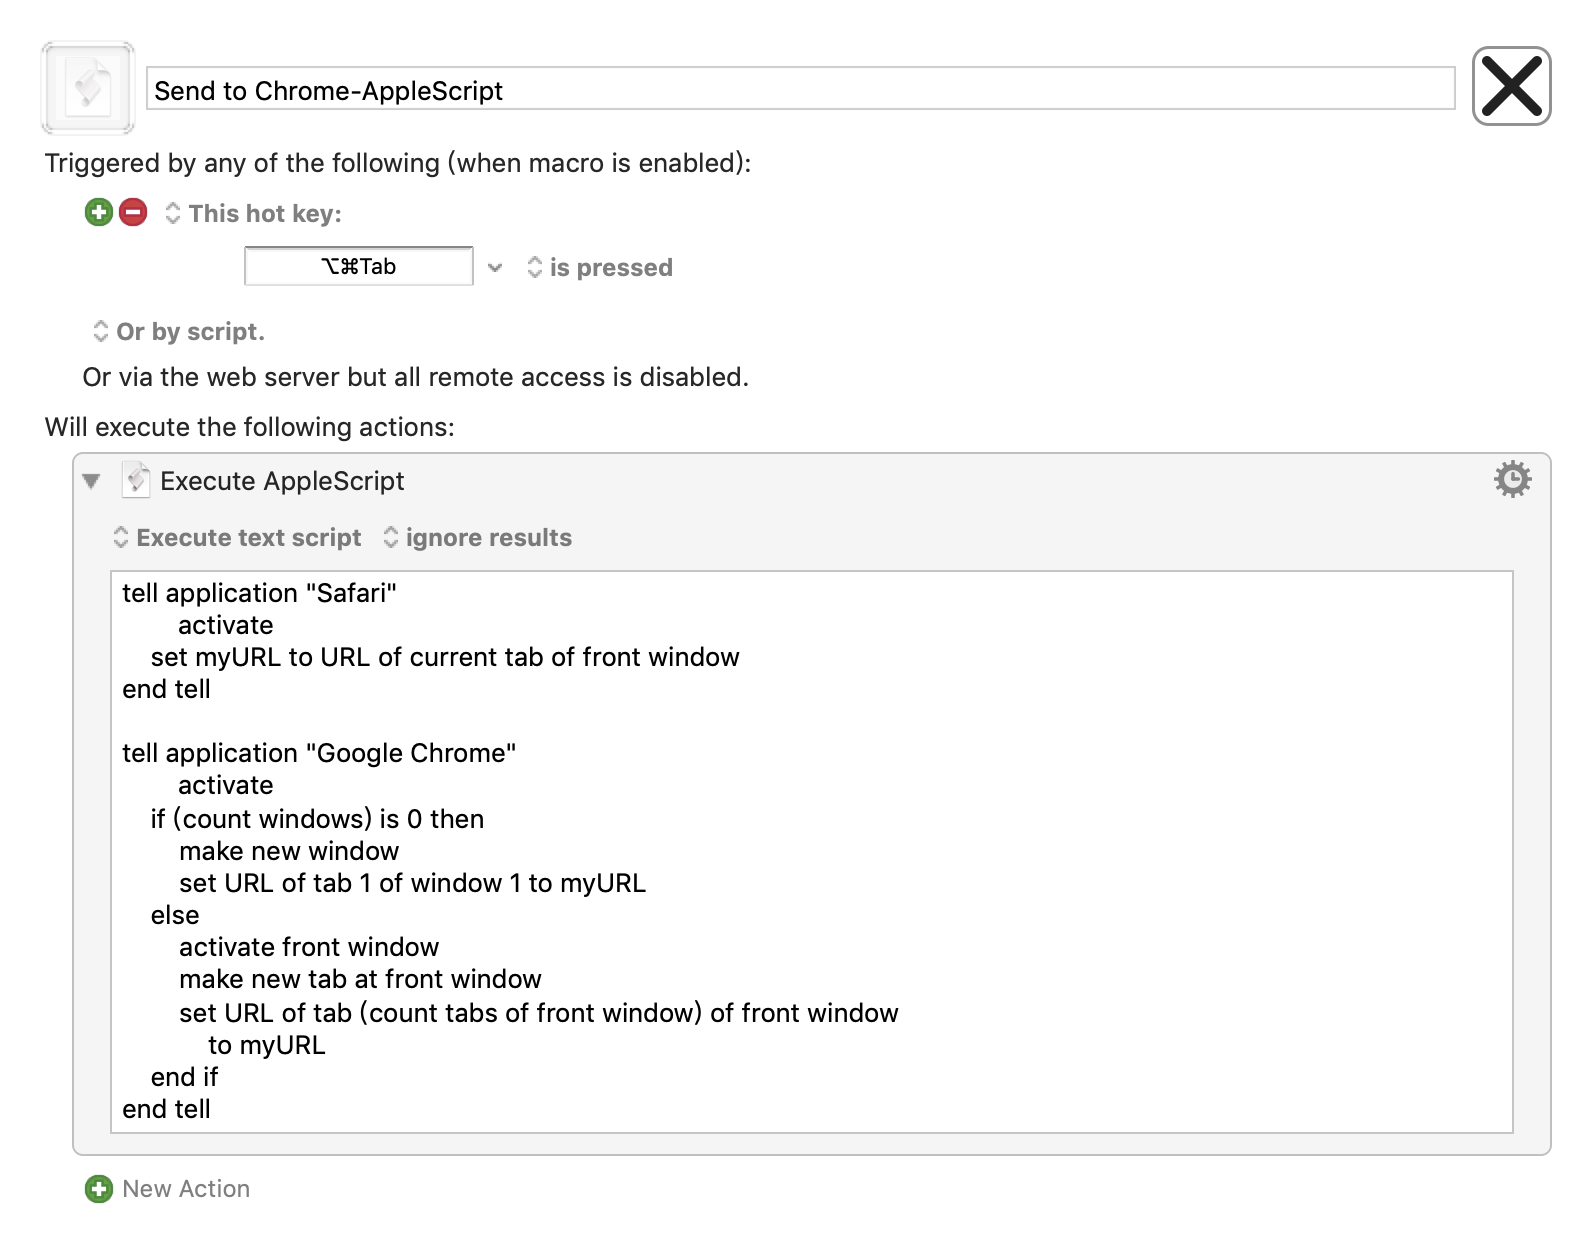 Send to Chrome-AppleScript
Triggered by any of the following (when macro is enabled):
This hot key:
⌥⌘Tab is pressed
Or by script.
Or via the web server but all remote access is disabled.
Will execute the following actions:
Execute AppleScript
Execute text script ignore results
tell application "Safari"
activate
set myURL to URL of current tab of front window
end tell
tell application "Google Chrome"
activate
if (count windows) is 0 then
make new window
set URL of tab 1 of window 1 to myURL
else
activate front window
make new tab at front window
set URL of tab (count tabs of front window) of front window
to myURL
end if
end tell
New Action